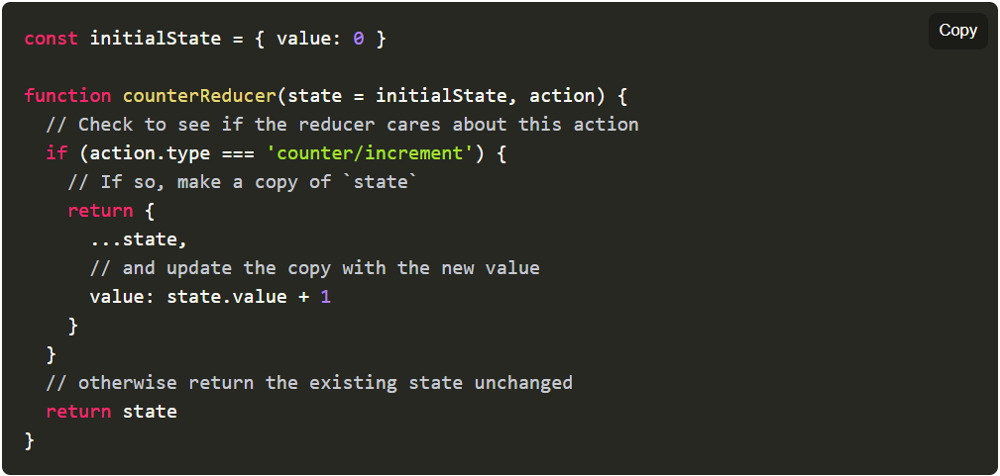 const initialState = { value: 0 }
Copy
function counterReducer(state = initialState, action) {
  // Check to see if the reducer cares about this action
  if (action.type === 'counter/increment') {
    // If so, make a copy of `state`
    return {
      ...state,
      // and update the copy with the new value
      value: state.value + 1
    }
  }
  // otherwise return the existing state unchanged
  return state
}